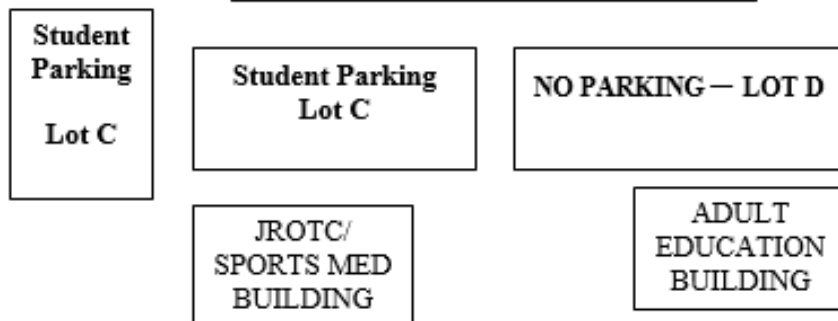 Student
Parking
Lot C
Student Parking
Lot C
NO PARKING — LOT D
JROTC/
SPORTS MED
BUILDING
ADULT
EDUCATION
BUILDING